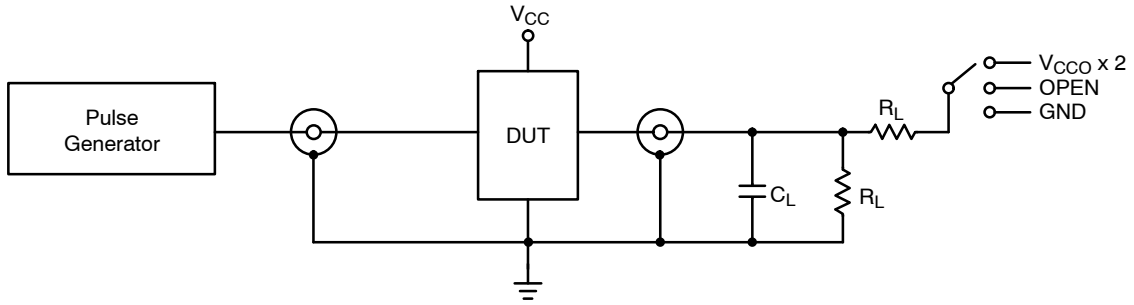 V_CC
Pulse
Generator
DUT
R_L
V_CCO x 2
OPEN
GND
C_L
R_L